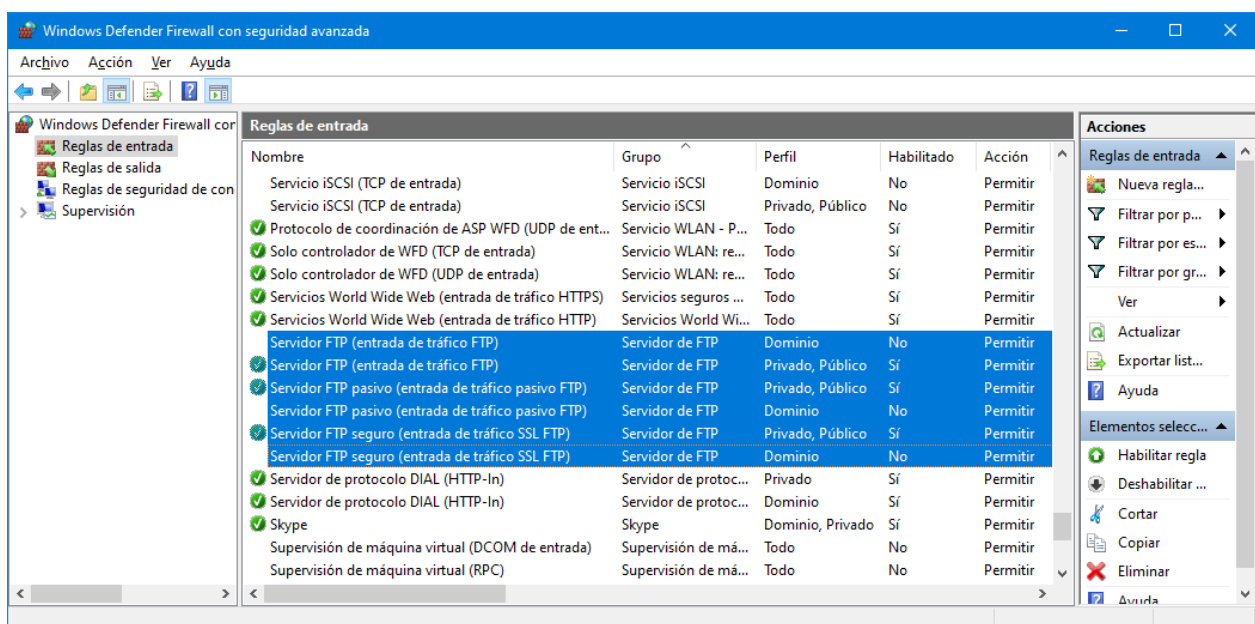 Windows Defender Firewall con seguridad avanzada
Archivo Acción Ver Ayuda
Windows Defender Firewall con
Reglas de entrada
Reglas de salida
Reglas de seguridad de con
Supervisión
Reglas de entrada
Nombre Grupo Perfil Habilitado Acción
Servicio iSCSI (TCP de entrada) Servicio iSCSI Dominio No Permitir
Servicio iSCSI (TCP de entrada) Servicio iSCSI Privado, Público No Permitir
Protocolo de coordinación de ASP WFD (UDP de ent... Servicio WLAN - P... Todo Sí Permitir
Solo controlador de WFD (TCP de entrada) Servicio WLAN: re... Todo Sí Permitir
Solo controlador de WFD (UDP de entrada) Servicio WLAN: re... Todo Sí Permitir
Servicios World Wide Web (entrada de tráfico HTTPS) Servicios seguros ... Todo Sí Permitir
Servicios World Wide Web (entrada de tráfico HTTP) Servicios World Wi... Todo Sí Permitir
Servidor FTP (entrada de tráfico FTP) Servidor de FTP Dominio No Permitir
Servidor FTP (entrada de tráfico FTP) Servidor de FTP Privado, Público Sí Permitir
Servidor FTP pasivo (entrada de tráfico pasivo FTP) Servidor de FTP Privado, Público Sí Permitir
Servidor FTP pasivo (entrada de tráfico pasivo FTP) Servidor de FTP Dominio No Permitir
Servidor FTP seguro (entrada de tráfico SSL FTP) Servidor de FTP Privado, Público Sí Permitir
Servidor FTP seguro (entrada de tráfico SSL FTP) Servidor de FTP Dominio No Permitir
Servidor de protocolo DIAL (HTTP-In) Servidor de protoc... Privado Sí Permitir
Servidor de protocolo DIAL (HTTP-In) Servidor de protoc... Dominio Sí Permitir
Skype Skype Dominio, Privado Sí Permitir
Supervisión de máquina virtual (DCOM de entrada) Supervisión de má... Todo No Permitir
Supervisión de máquina virtual (RPC) Supervisión de má... Todo No Permitir
Acciones
Reglas de entrada
Nueva regla...
Filtrar por p...
Filtrar por es...
Filtrar por gr...
Ver
Actualizar
Exportar list...
Ayuda
Elementos selecc...
Habilitar regla
Deshabilitar ...
Cortar
Copiar
Eliminar
Ayuda